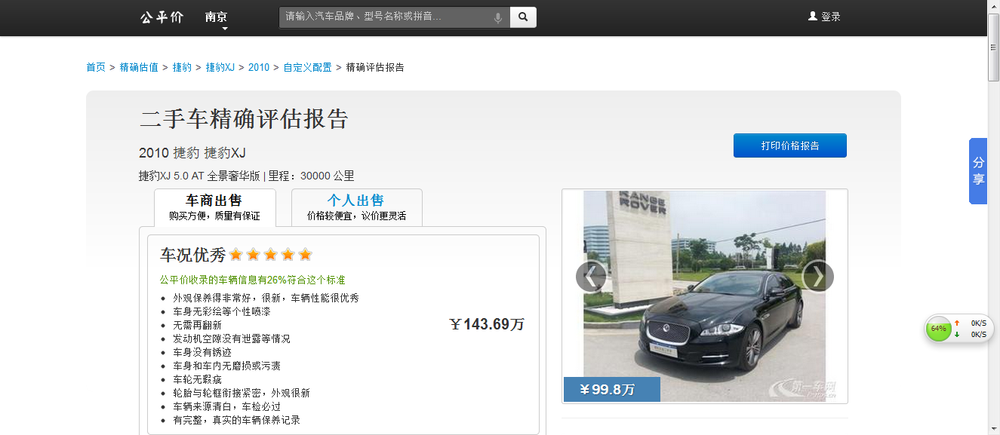 公平价 南京 请输入汽车品牌、型号名称或拼音... 登录
首页 > 精确估值 > 捷豹 > 捷豹XJ > 2010 > 自定义配置 > 精确评估报告
二手车精确评估报告
打印价格报告
2010 捷豹 捷豹XJ
捷豹XJ 5.0 AT 全景奢华版 | 里程：30000 公里
分享
车商出售
购买方便，质量有保证
个人出售
价格较便宜，议价更灵活
车况优秀
公平价收录的车辆信息有26%符合这个标准
外观保养得非常好，很新，车辆性能很优秀
车身无彩绘等个性喷漆
无需再翻新
发动机空隙没有泄露等情况
车身没有锈迹
车身和车内无磨损或污渍
车轮无瑕疵
轮胎与轮框衔接紧密，外观很新
车辆来源清白，车检必过
有完整，真实的车辆保养记录
￥143.69万
RANGE
ROVER
￥99.8万
第一车网
64%
0K/S
0K/S